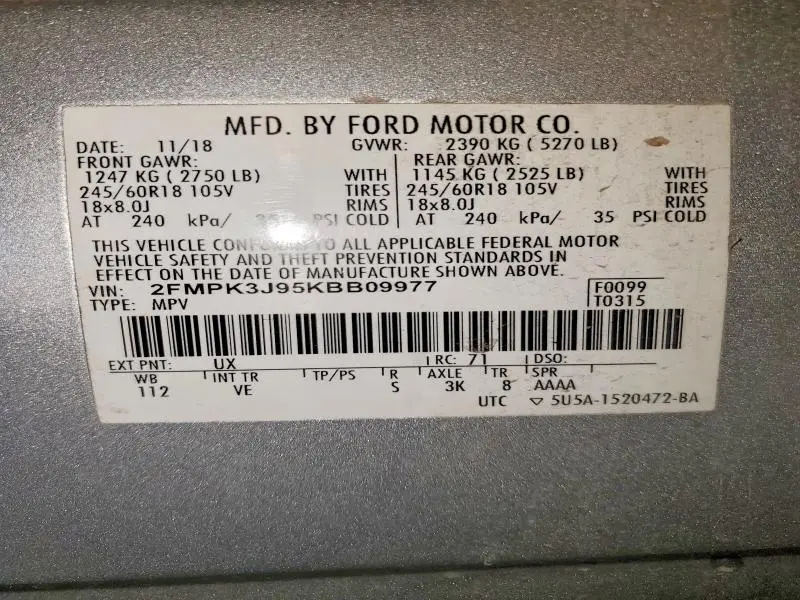 MFD. BY FORD MOTOR CO.
DATE: 11/18 GVWR: 2390 KG ( 5270 LB)
FRONT GAWR: REAR GAWR:
1247 KG ( 2750 LB) WITH 1145 KG ( 2525 LB) WITH
245/60R18 105V TIRES 245/60R18 105V TIRES
18x8.0J RIMS 18x8.0J RIMS
AT 240 kPa/ 35 PSI COLD AT 240 kPa/ 35 PSI COLD
THIS VEHICLE CONFORMS TO ALL APPLICABLE FEDERAL MOTOR
VEHICLE SAFETY AND THEFT PREVENTION STANDARDS IN
EFFECT ON THE DATE OF MANUFACTURE SHOWN ABOVE.
VIN: 2FMPK3J95KBB09977 F0099
TYPE: MPV T0315
EXT PNT: UX RC: 71 DSO:
WB INT TR TP/PS R AXLE TR SPR
112 VE S 3K 8 AAAA
UTC ▽ 5U5A-1520472-BA